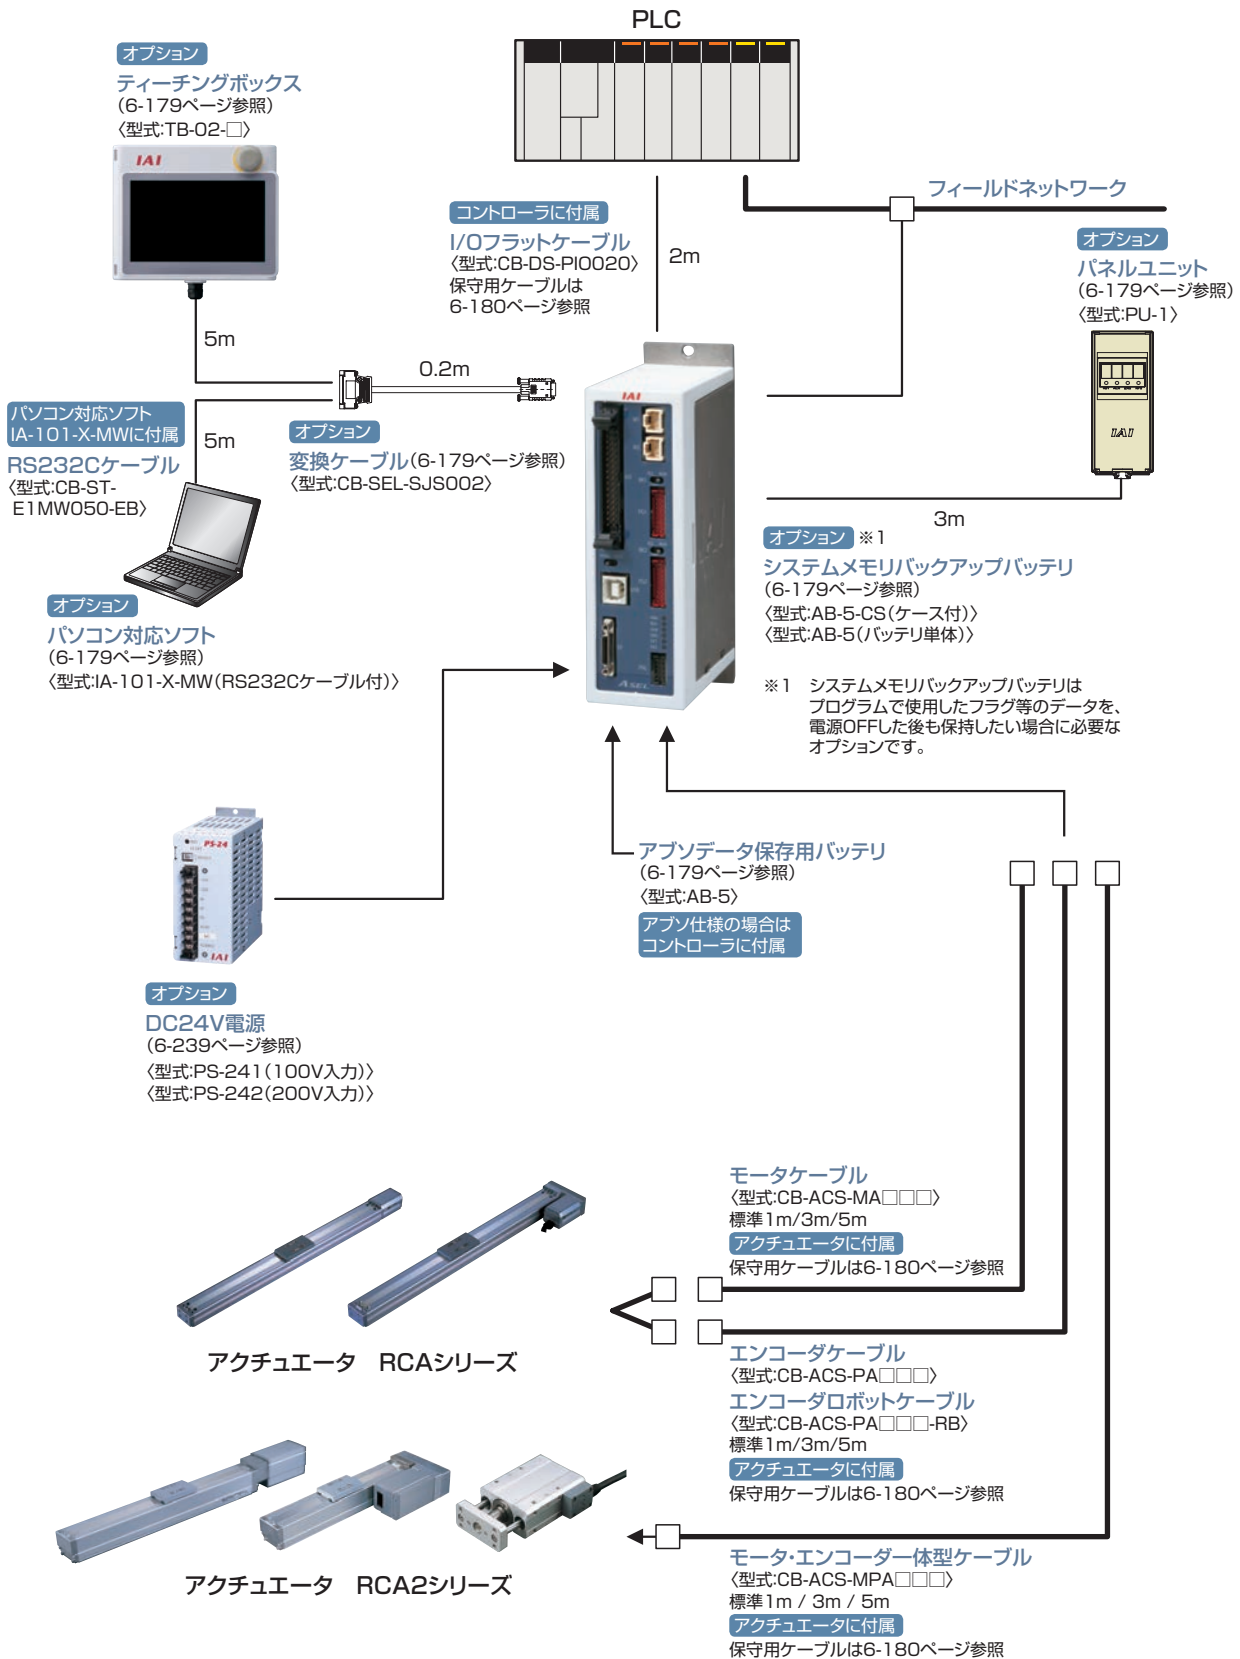 PLC
オプション
ティーチングボックス
(6-179ページ参照)
〈型式:TB-02-□〉
IAI
5m
コントローラに付属
I/Oフラットケーブル
〈型式:CB-DS-PIO020〉
保守用ケーブルは
6-180ページ参照
2m
フィールドネットワーク
オプション
パネルユニット
(6-179ページ参照)
〈型式:PU-1〉
IAI
3m
0.2m
オプション
変換ケーブル(6-179ページ参照)
〈型式:CB-SEL-SJS002〉
パソコン対応ソフト
IA-101-X-MWに付属
RS232Cケーブル
〈型式:CB-ST-
E1MW050-EB〉
5m
オプション
パソコン対応ソフト
(6-179ページ参照)
〈型式:IA-101-X-MW(RS232Cケーブル付)〉
IAI
ASEL
オプション ※1
システムメモリバックアップバッテリ
(6-179ページ参照)
〈型式:AB-5-CS(ケース付)〉
〈型式:AB-5(バッテリ単体)〉
※1 システムメモリバックアップバッテリは
プログラムで使用したフラグ等のデータを、
電源OFFした後も保持したい場合に必要な
オプションです。
アブソデータ保存用バッテリ
(6-179ページ参照)
〈型式:AB-5〉
アブソ仕様の場合は
コントローラに付属
PS-24
IAI
オプション
DC24V電源
(6-239ページ参照)
〈型式:PS-241(100V入力)〉
〈型式:PS-242(200V入力)〉
モータケーブル
〈型式:CB-ACS-MA□□□〉
標準1m/3m/5m
アクチュエータに付属
保守用ケーブルは6-180ページ参照
アクチュエータ RCAシリーズ
エンコーダケーブル
〈型式:CB-ACS-PA□□□〉
エンコーダロボットケーブル
〈型式:CB-ACS-PA□□□-RB〉
標準1m/3m/5m
アクチュエータに付属
保守用ケーブルは6-180ページ参照
アクチュエータ RCA2シリーズ
モータ・エンコーダ一体型ケーブル
〈型式:CB-ACS-MPA□□□〉
標準1m / 3m / 5m
アクチュエータに付属
保守用ケーブルは6-180ページ参照